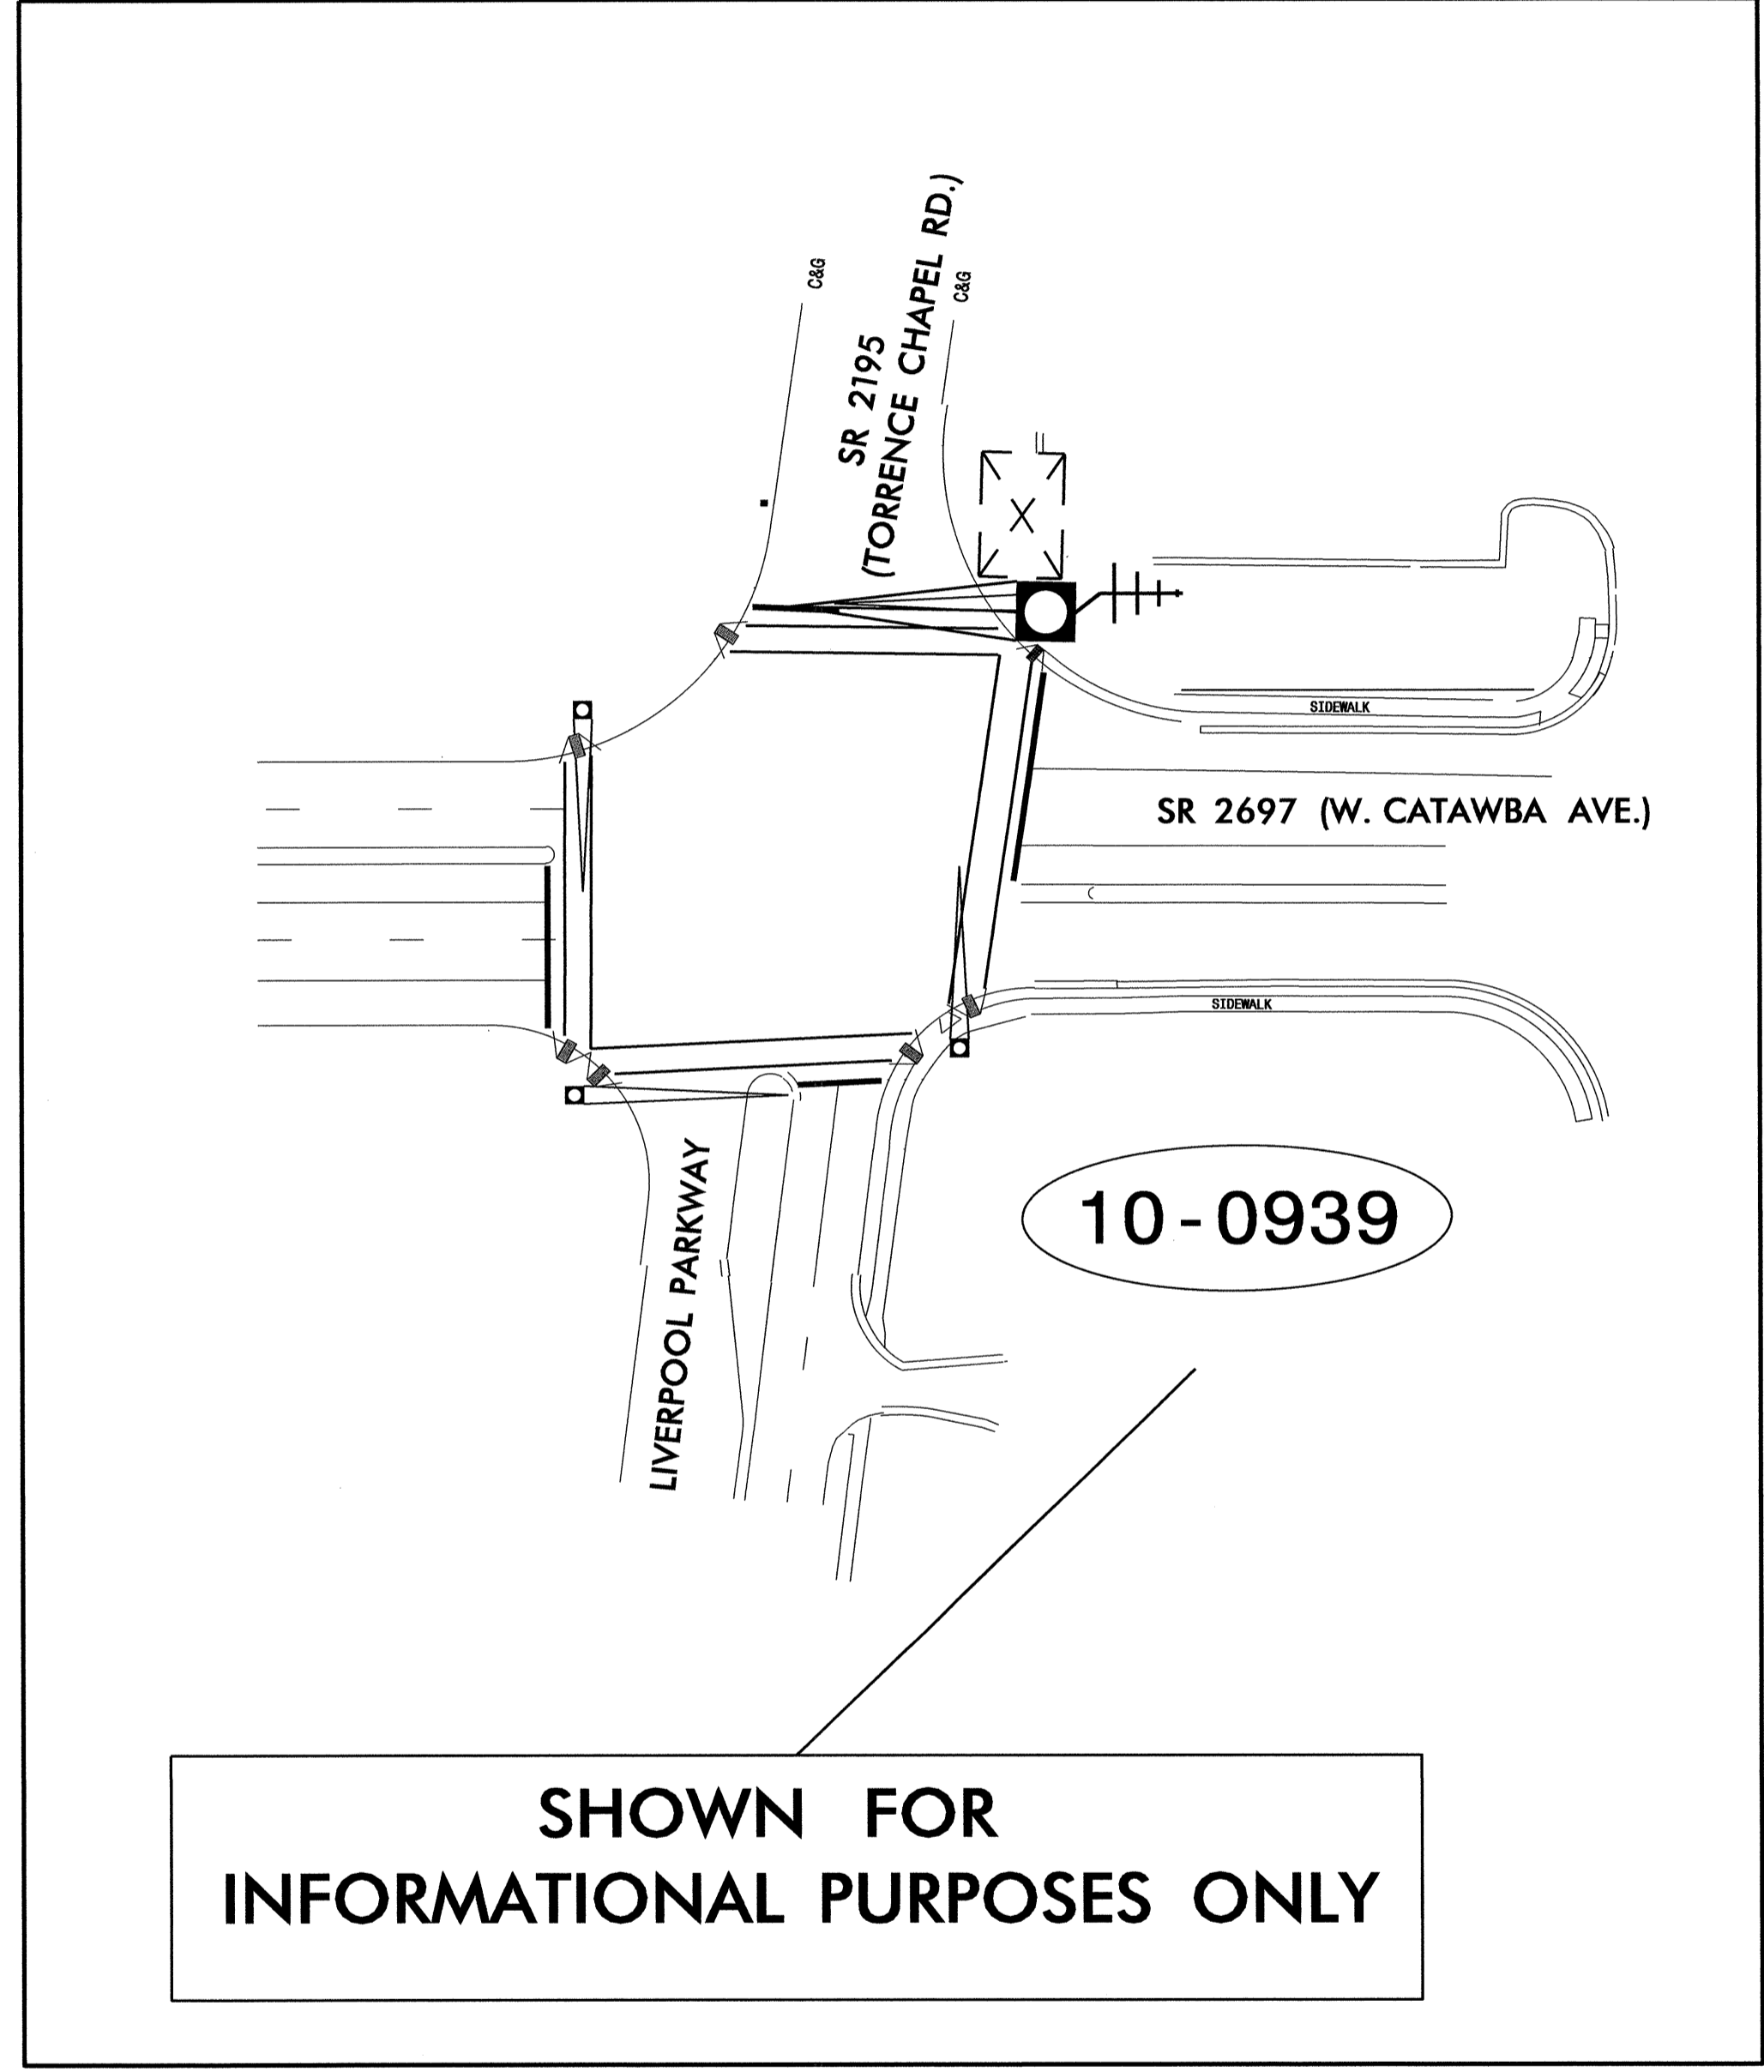 C&G
C&G
SR 2195
(TORRENCE CHAPEL RD.)
SIDEWALK
SR 2697 (W. CATAWBA AVE.)
SIDEWALK
LIVERPOOL PARKWAY
10-0939
SHOWN FOR
INFORMATIONAL PURPOSES ONLY